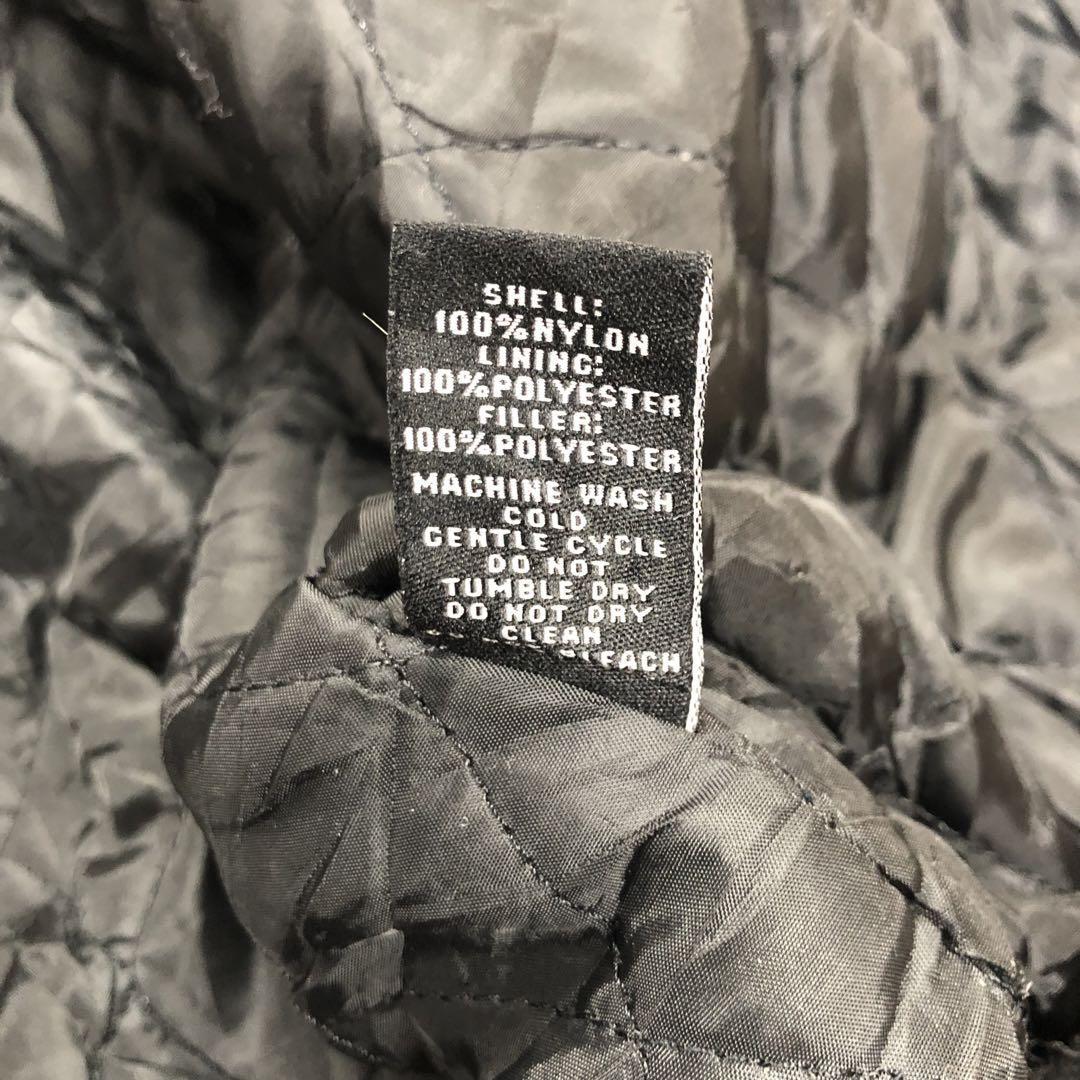 SHELL:
100%NYLON
LINING:
100%POLYESTER
FILLER:
100%POLYESTER
MACHINE WASH
COLD
GENTLE CYCLE
DO NOT
TUMBLE DRY
DO NOT DRY
CLEAN
BLEACH